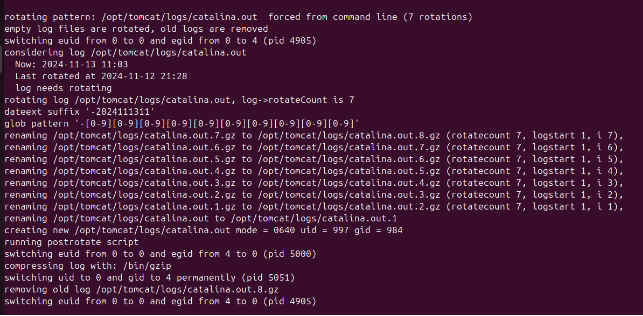 rotating pattern: /opt/tomcat/logs/catalina.out  forced from command line (7 rotations)
empty log files are rotated, old logs are removed
switching euid from 0 to 0 and egid from 0 to 4 (pid 4905)
considering log /opt/tomcat/logs/catalina.out
  Now: 2024-11-13 11:03
  Last rotated at 2024-11-12 21:28
  log needs rotating
rotating log /opt/tomcat/logs/catalina.out, log->rotateCount is 7
dateext suffix '-2024111311'
glob pattern '-[0-9][0-9][0-9][0-9][0-9][0-9][0-9][0-9][0-9][0-9]'
renaming /opt/tomcat/logs/catalina.out.7.gz to /opt/tomcat/logs/catalina.out.8.gz (rotatecount 7, logstart 1, i 7),
renaming /opt/tomcat/logs/catalina.out.6.gz to /opt/tomcat/logs/catalina.out.7.gz (rotatecount 7, logstart 1, i 6),
renaming /opt/tomcat/logs/catalina.out.5.gz to /opt/tomcat/logs/catalina.out.6.gz (rotatecount 7, logstart 1, i 5),
renaming /opt/tomcat/logs/catalina.out.4.gz to /opt/tomcat/logs/catalina.out.5.gz (rotatecount 7, logstart 1, i 4),
renaming /opt/tomcat/logs/catalina.out.3.gz to /opt/tomcat/logs/catalina.out.4.gz (rotatecount 7, logstart 1, i 3),
renaming /opt/tomcat/logs/catalina.out.2.gz to /opt/tomcat/logs/catalina.out.3.gz (rotatecount 7, logstart 1, i 2),
renaming /opt/tomcat/logs/catalina.out.1.gz to /opt/tomcat/logs/catalina.out.2.gz (rotatecount 7, logstart 1, i 1),
renaming /opt/tomcat/logs/catalina.out to /opt/tomcat/logs/catalina.out.1
creating new /opt/tomcat/logs/catalina.out mode = 0640 uid = 997 gid = 984
running postrotate script
switching euid from 0 to 0 and egid from 4 to 0 (pid 5000)
compressing log with: /bin/gzip
switching uid to 0 and gid to 4 permanently (pid 5051)
removing old log /opt/tomcat/logs/catalina.out.8.gz
switching euid from 0 to 0 and egid from 4 to 0 (pid 4905)